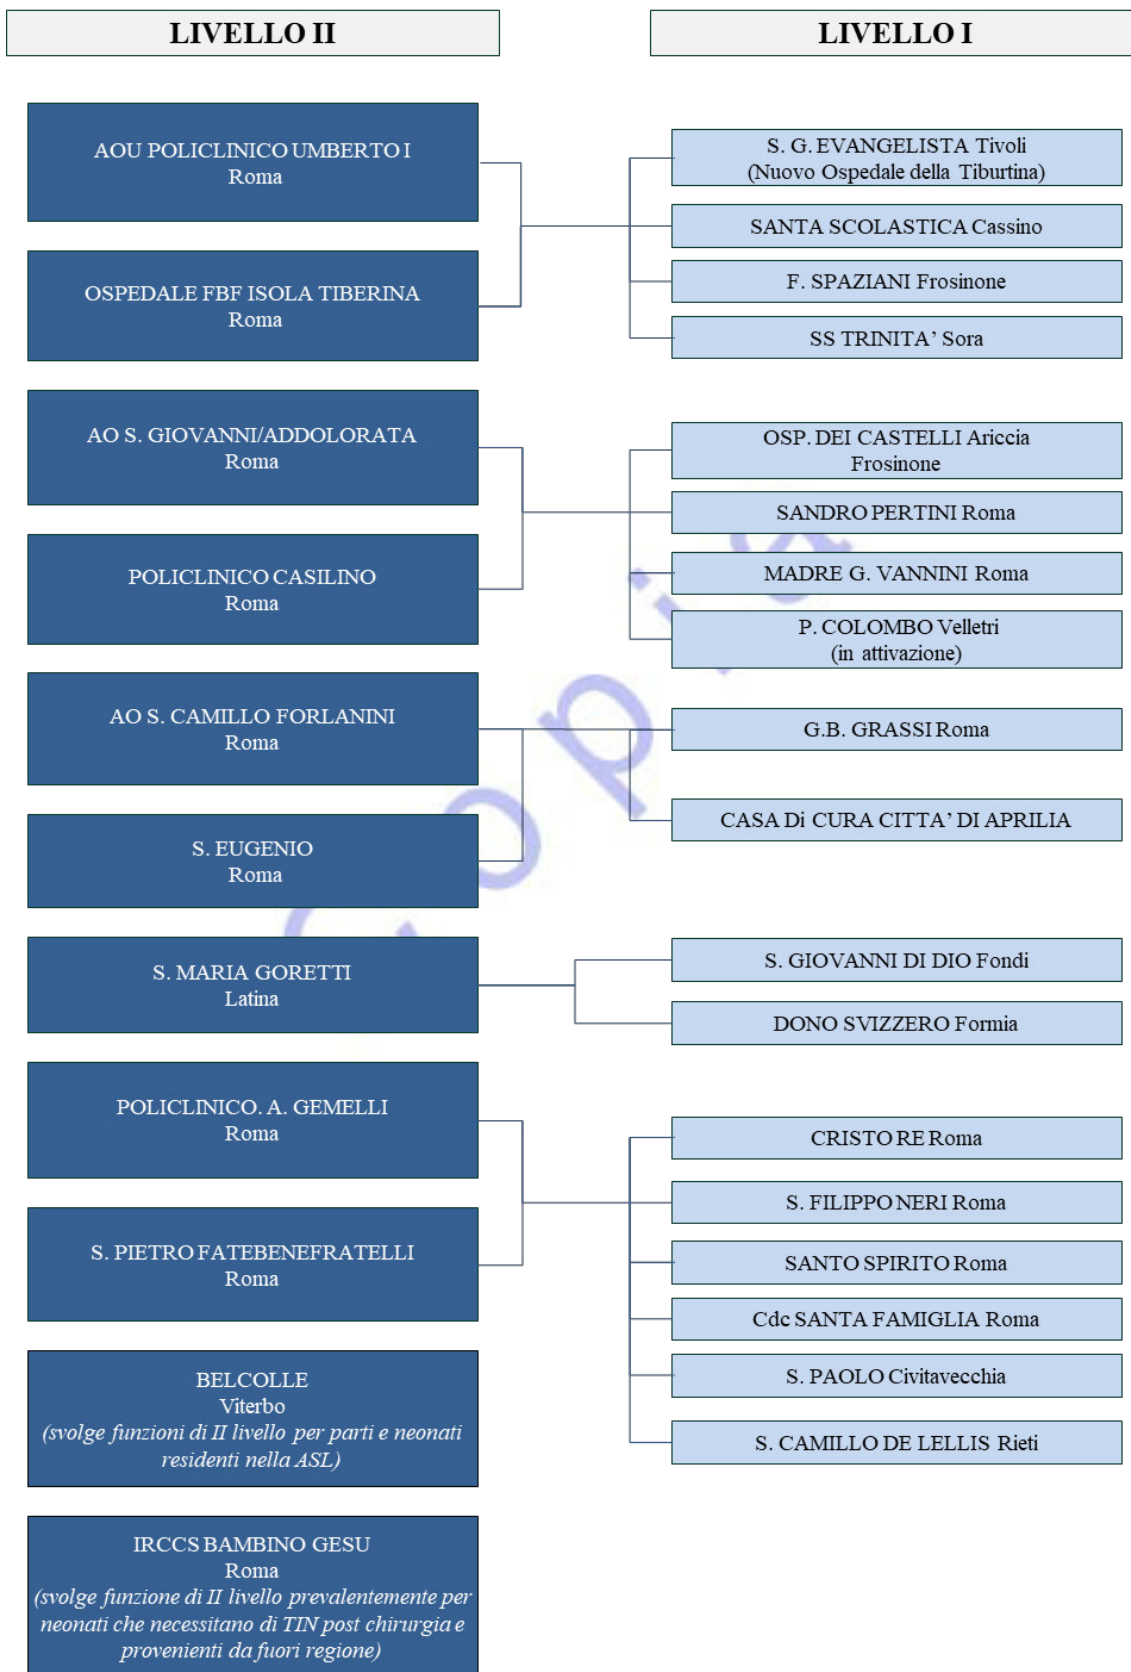 LIVELLO II
LIVELLO I
AOU POLICLINICO UMBERTO I
Roma
OSPEDALE FBF ISOLA TIBERINA
Roma
S. G. EVANGELISTA Tivoli
(Nuovo Ospedale della Tiburtina)
SANTA SCOLASTICA Cassino
F. SPAZIANI Frosinone
SS TRINITA’ Sora
AO S. GIOVANNI/ADDOLORATA
Roma
POLICLINICO CASILINO
Roma
OSP. DEI CASTELLI Ariccia
Frosinone
SANDRO PERTINI Roma
MADRE G. VANNINI Roma
P. COLOMBO Velletri
(in attivazione)
AO S. CAMILLO FORLANINI
Roma
S. EUGENIO
Roma
G.B. GRASSI Roma
CASA Di CURA CITTA’ DI APRILIA
S. MARIA GORETTI
Latina
S. GIOVANNI DI DIO Fondi
DONO SVIZZERO Formia
POLICLINICO. A. GEMELLI
Roma
S. PIETRO FATEBENEFRATELLI
Roma
CRISTO RE Roma
S. FILIPPO NERI Roma
SANTO SPIRITO Roma
Cdc SANTA FAMIGLIA Roma
S. PAOLO Civitavecchia
S. CAMILLO DE LELLIS Rieti
BELCOLLE
Viterbo
(svolge funzioni di II livello per parti e neonati
residenti nella ASL)
IRCCS BAMBINO GESU
Roma
(svolge funzione di II livello prevalentemente per
neonati che necessitano di TIN post chirurgia e
provenienti da fuori regione)
Copia